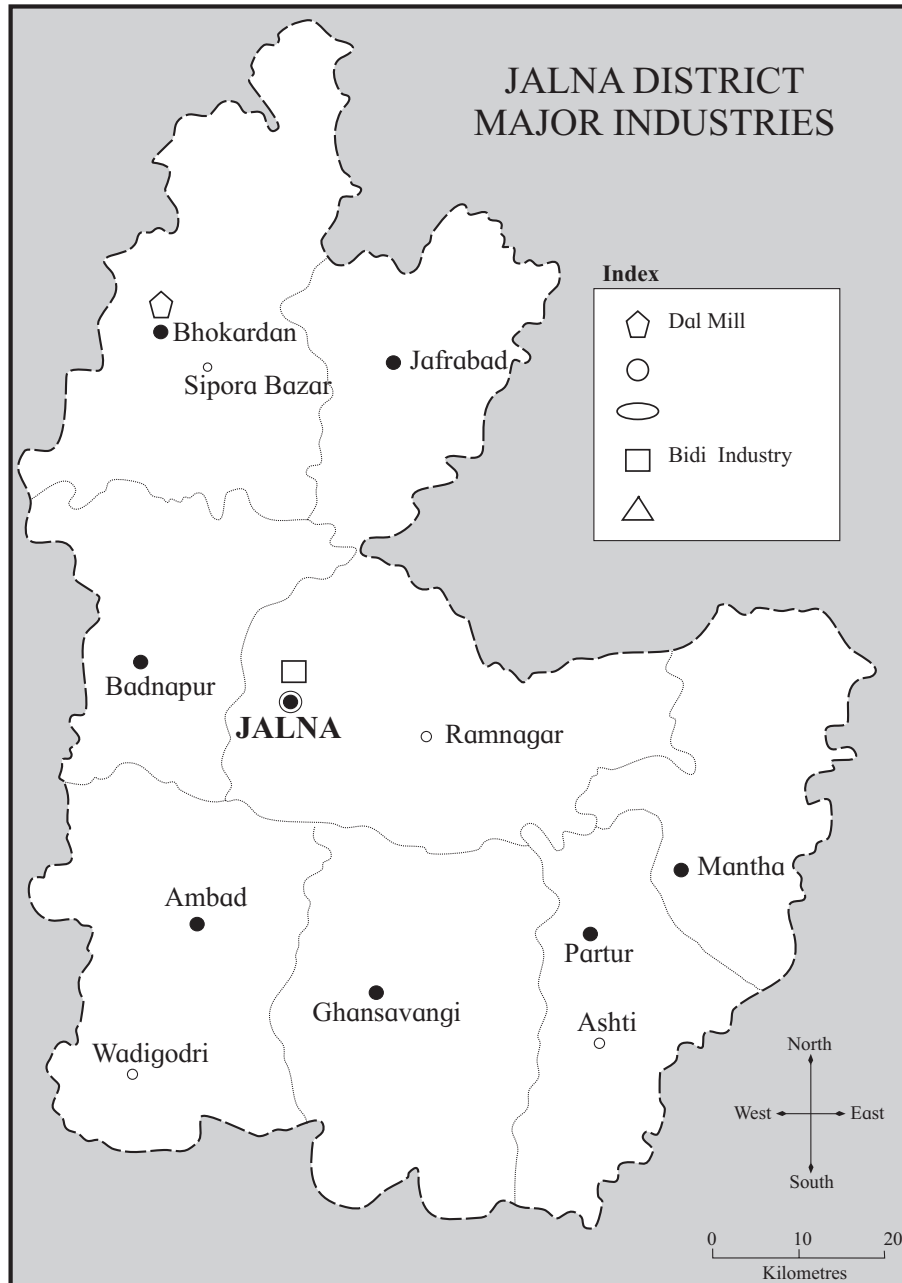 JALNA DISTRICT
MAJOR INDUSTRIES
Index
Dal Mill
Bidi Industry
Bhokardan
Sipora Bazar
Jafrabad
Badnapur
JALNA
Ramnagar
Mantha
Ambad
Partur
Ghansavangi
Ashti
Wadigodri
North
West
East
South
0 10 20
Kilometres